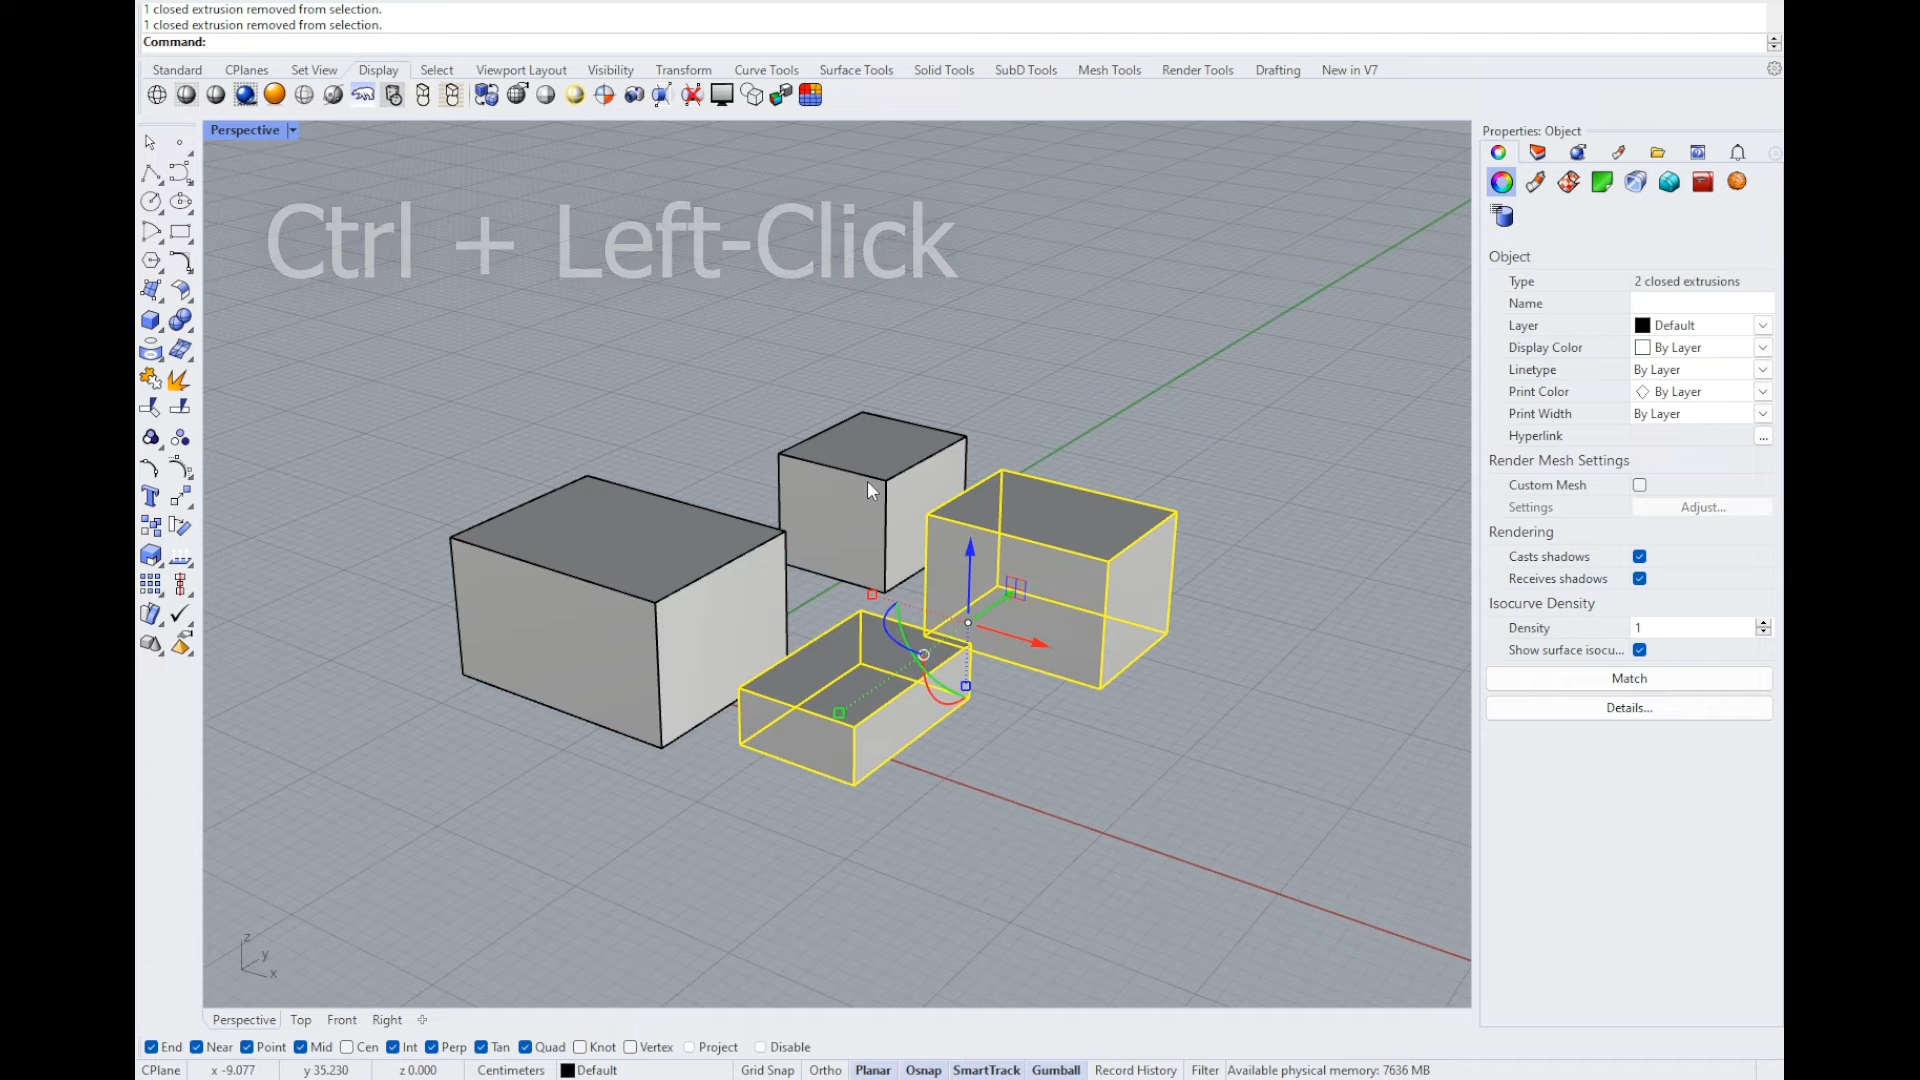 1 closed extrusion removed from selection.
1 closed extrusion removed from selection.
Command:
Standard CPlanes Set View Display Select Viewport Layout Visibility Transform Curve Tools Surface Tools Solid Tools SubD Tools Mesh Tools Render Tools Drafting New in V7
Perspective
Properties: Object
Ctrl + Left-Click
Object
Type 2 closed extrusions
Name
Layer Default
Display Color By Layer
Linetype By Layer
Print Color By Layer
Print Width By Layer
Hyperlink ...
Render Mesh Settings
Custom Mesh
Settings Adjust...
Rendering
Casts shadows
Receives shadows
Isocurve Density
Density 1
Show surface isocu...
Match
Details...
z
y
x
Perspective Top Front Right
End Near Point Mid Cen Int Perp Tan Quad Knot Vertex Project Disable
CPlane x -9.077 y 35.230 z 0.000 Centimeters Default Grid Snap Ortho Planar Osnap SmartTrack Gumball Record History Filter Available physical memory: 7636 MB